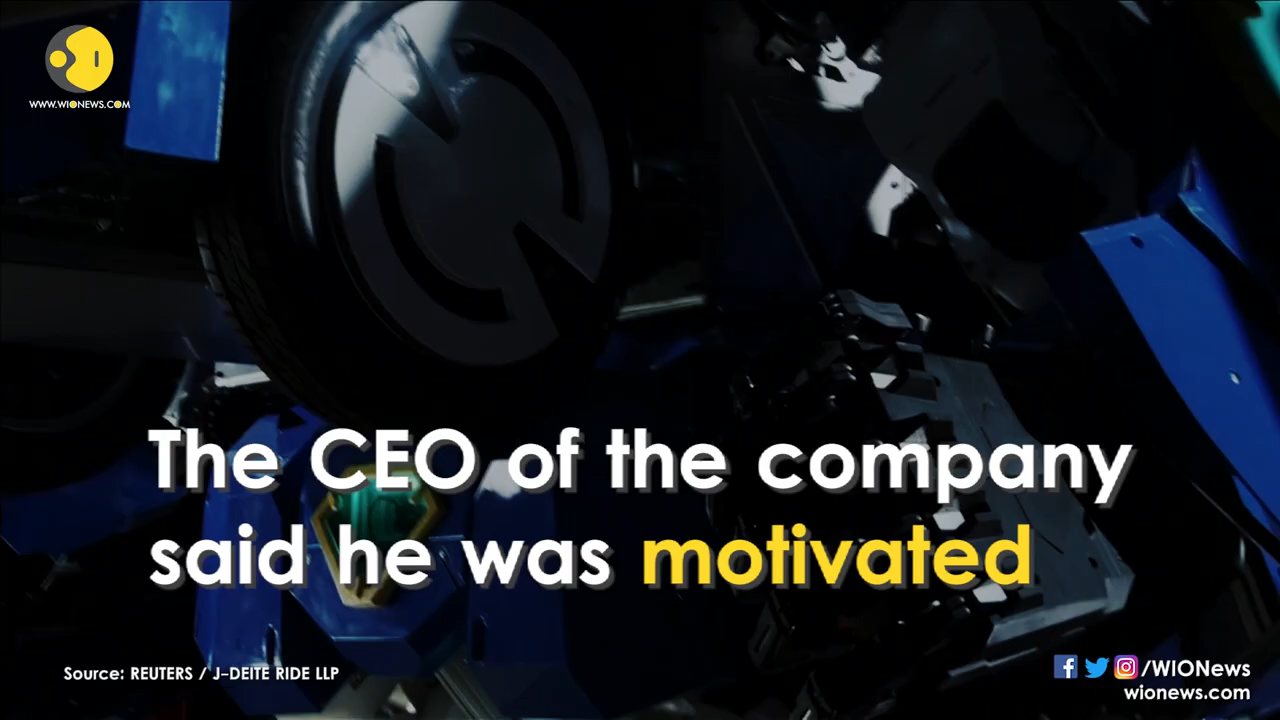 WWW.WIONEWS.COM
The CEO of the company
said he was motivated
Source: REUTERS / J-DEITE RIDE LLP
/WIONews
wionews.com